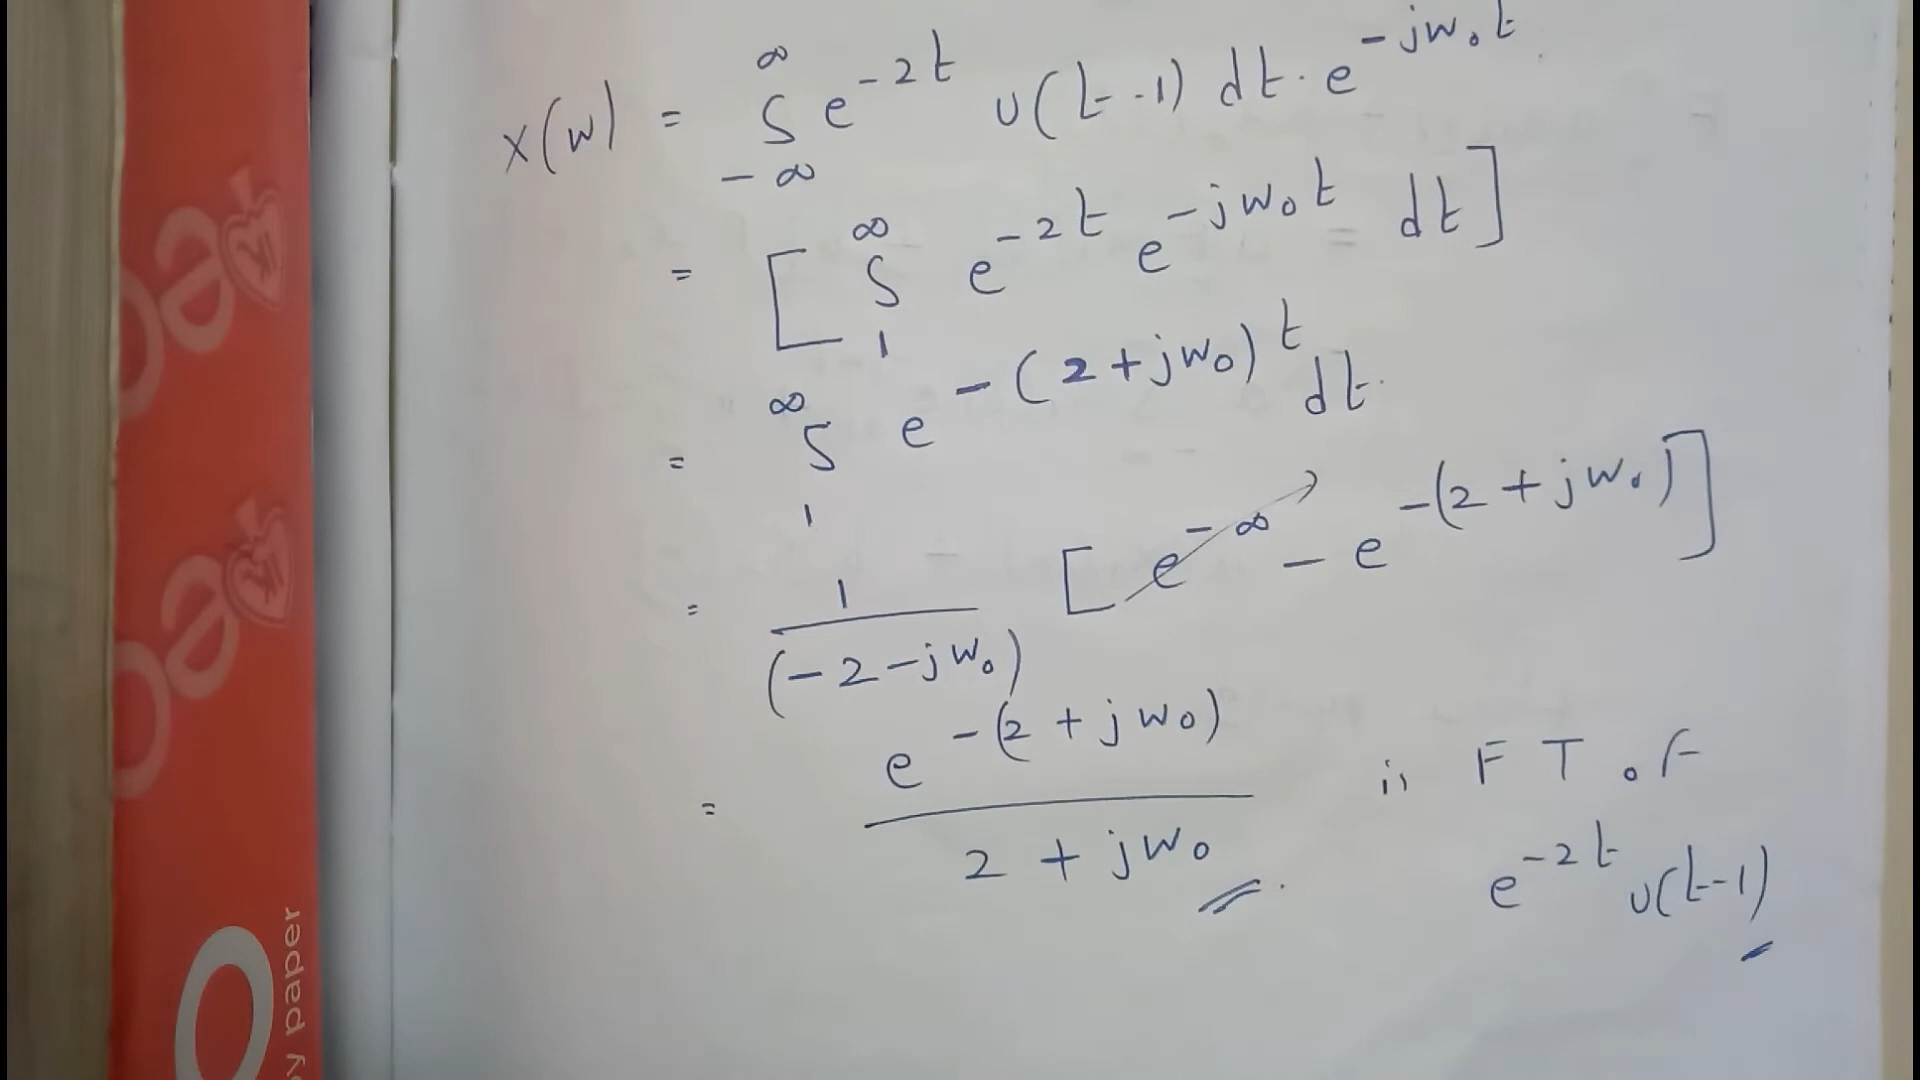 x(w) = ∫_{-∞}^{∞} e^{-2t} u(t-1) dt. e^{-jw₀t}
= [ ∫_{1}^{∞} e^{-2t} e^{-jw₀t} dt ]
= ∫_{1}^{∞} e^{-(2+jw₀)t} dt.
= 1/(-2-jw₀) [ e^{-∞} - e^{-(2+jw₀)} ]
= e^{-(2+jw₀)} / (2+jw₀) is FT of
e^{-2t} u(t-1)
paper